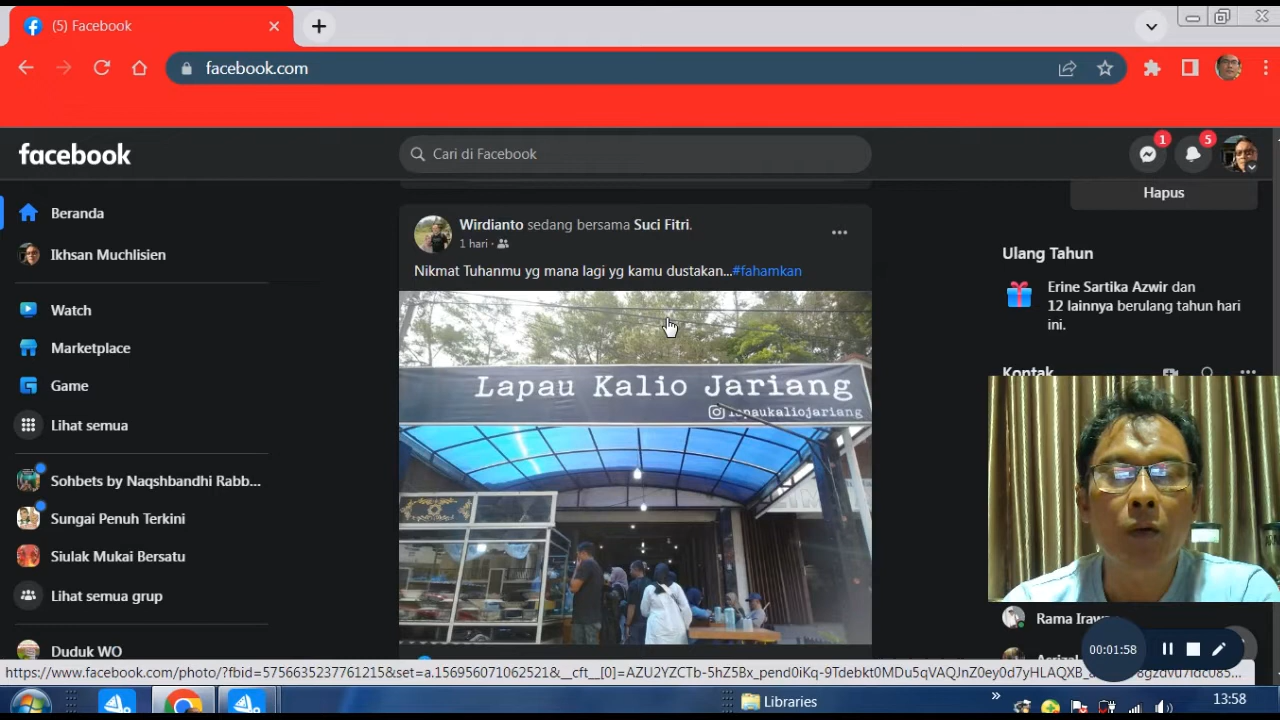 (5) Facebook
facebook.com
facebook
Cari di Facebook
1
5
Hapus
Beranda
Ikhsan Muchlisien
Watch
Marketplace
Game
Lihat semua
Sohbets by Naqshbandhi Rabb...
Sungai Penuh Terkini
Siulak Mukai Bersatu
Lihat semua grup
Duduk WO
Wirdianto sedang bersama Suci Fitri.
1 hari
Nikmat Tuhanmu yg mana lagi yg kamu dustakan...#fahamkan
Lapau Kalio Jariang
lapaukaliojariang
Ulang Tahun
Erine Sartika Azwir dan
12 lainnya berulang tahun hari
ini.
Kontak
00:01:58
Libraries
13:58